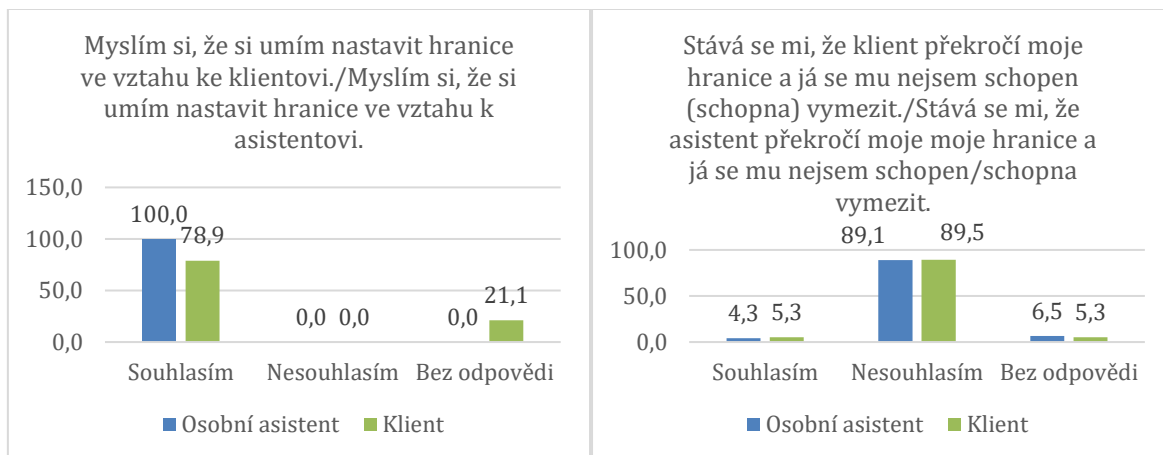 Myslím si, že si umím nastavit hranice
ve vztahu ke klientovi./Myslím si, že si
umím nastavit hranice ve vztahu k
asistentovi.
150,0
100,0
50,0
0,0
100,0
78,9
0,0
0,0
0,0
21,1
Souhlasím
Nesouhlasím
Bez odpovědi
Osobní asistent
Klient
Stává se mi, že klient překročí moje
hranice a já se mu nejsem schopen
(schopna) vymezit./Stává se mi, že
asistent překročí moje moje hranice a
já se mu nejsem schopen/schopna
vymezit.
100,0
50,0
0,0
4,3
5,3
89,1
89,5
6,5
5,3
Souhlasím
Nesouhlasím
Bez odpovědi
Osobní asistent
Klient